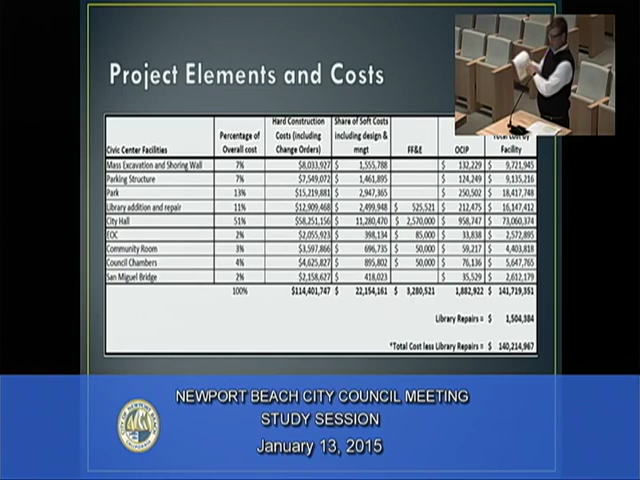 Project Elements and Costs
Hard Construction Share of Soft Costs
Percentage of Costs (Including including design & Total Cost by
Civic Center Facilities Overall cost Change Orders) mngt FF&E OCIP Facility
Mass Excavation and Shoring Wall 7% $8,033,927 $ 1,555,788 $ 132,229 $ 9,721,945
Parking Structure 7% $7,549,072 $ 1,461,895 $ 124,249 $ 9,135,216
Park 13% $15,219,881 $ 2,947,365 $ 250,502 $ 18,417,748
Library addition and repair 11% $12,909,468 $ 2,499,948 $ 525,521 $ 212,475 $ 16,147,412
City Hall 51% $58,251,156 $ 11,280,470 $ 2,570,000 $ 958,747 $ 73,060,374
EOC 2% $2,055,923 $ 398,134 $ 85,000 $ 33,838 $ 2,572,895
Community Room 3% $3,597,866 $ 696,735 $ 50,000 $ 59,217 $ 4,403,818
Council Chambers 4% $4,625,827 $ 895,802 $ 50,000 $ 76,136 $ 5,647,765
San Miguel Bridge 2% $2,158,627 $ 418,023 $ 35,529 $ 2,612,179
100% $114,401,747 $ 22,154,161 $ 3,280,521 1,882,922 $ 141,719,351
Library Repairs = $ 1,504,384
*Total Cost less Library Repairs = $ 140,214,967
NEWPORT BEACH CITY COUNCIL MEETING
STUDY SESSION
January 13, 2015
CITY OF NEWPORT BEACH
CALIFORNIA